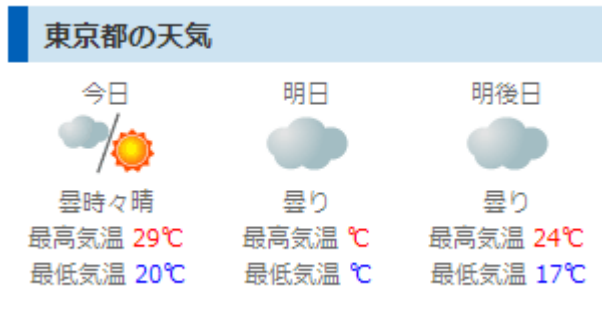 東京都の天気
今日 明日 明後日
曇時々晴 曇り 曇り
最高気温 29℃ 最高気温 ℃ 最高気温 24℃
最低気温 20℃ 最低気温 ℃ 最低気温 17℃